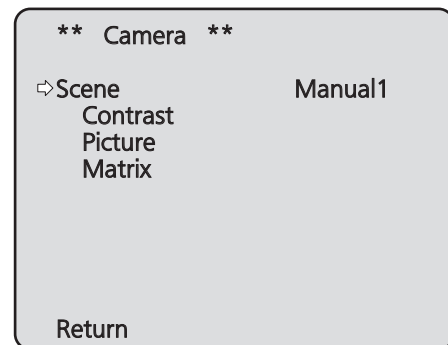 ** Camera **
⇨Scene Manual1
Contrast
Picture
Matrix
Return